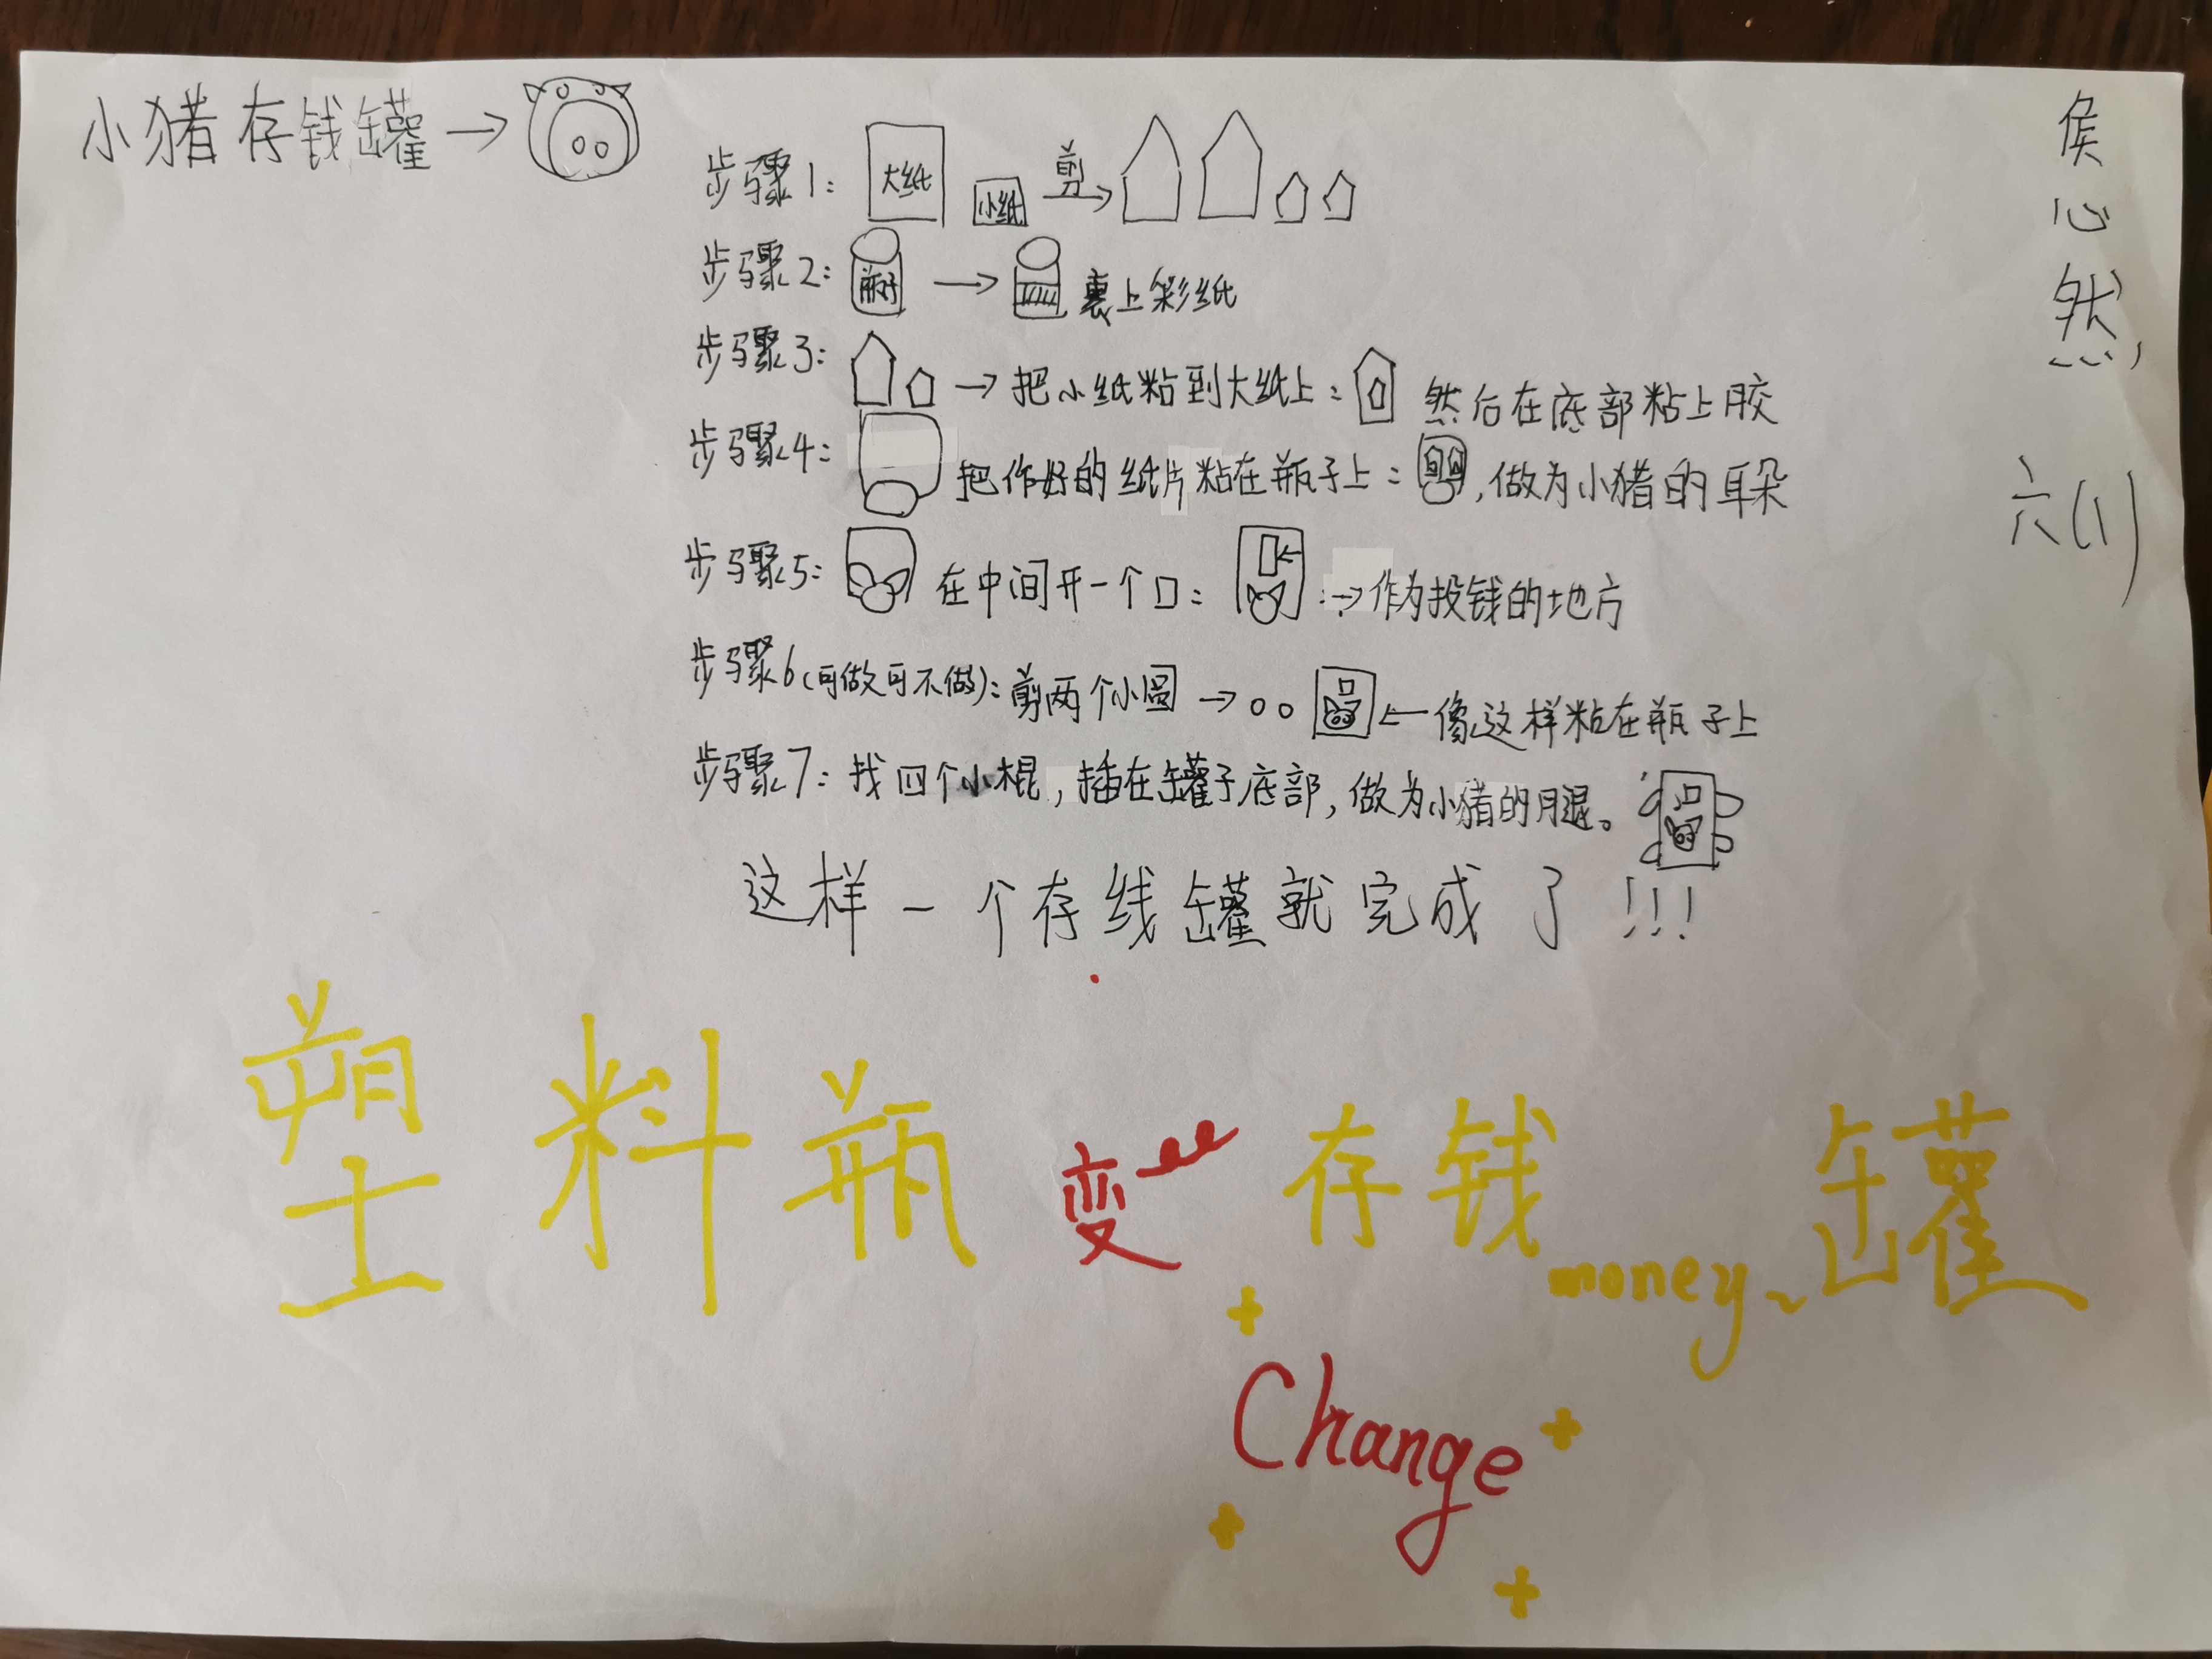 小猪存钱罐→
侯心然
六(1)
步骤1: 大纸 小纸 剪→
步骤2: 瓶子 → 裹上彩纸
步骤3: → 把小纸粘到大纸上: 然后在底部粘上胶
步骤4: 把作好的纸片粘在瓶子上: ,做为小猪的耳朵
步骤5: 在中间开一个口: :→作为投钱的地方
步骤6(可做可不做):剪两个小圆→ ←像这样粘在瓶子上
步骤7:找四个小棍,插在罐子底部,做为小猪的腿。
这样一个存线罐就完成了!!!
塑料瓶变存钱money~罐
Change